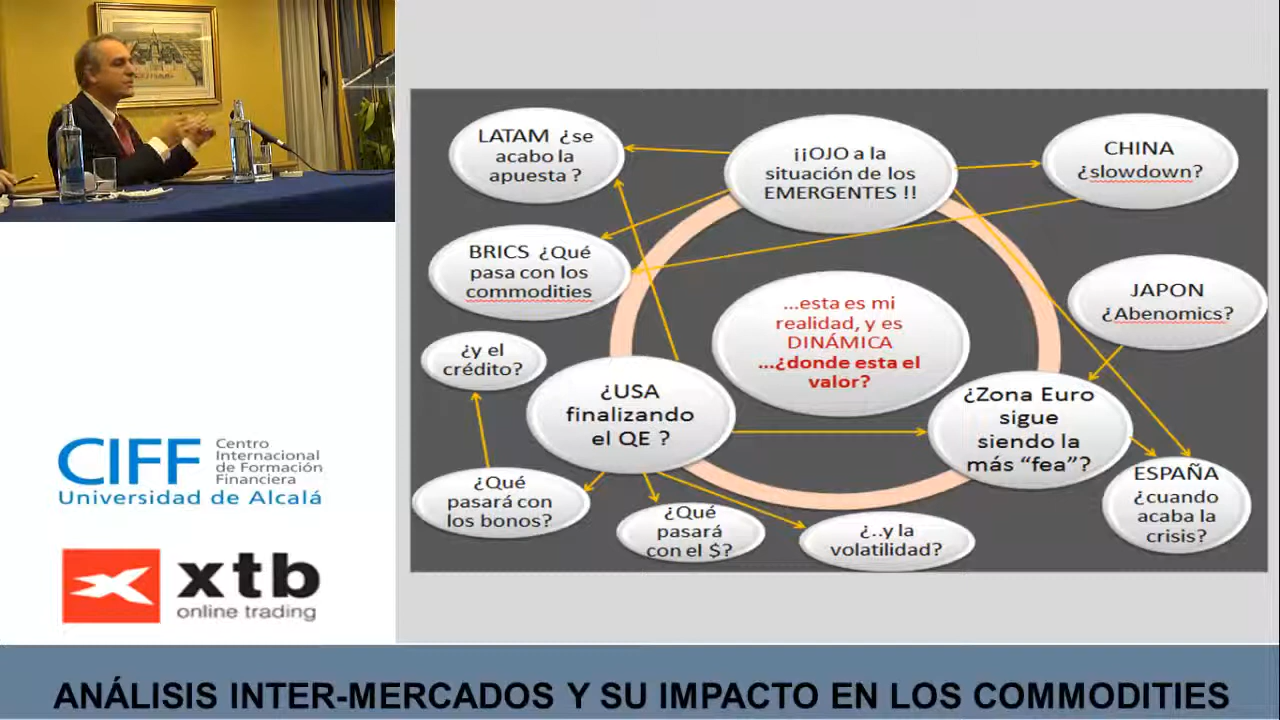 LATAM ¿se
acabo la
apuesta ?
¡¡OJO a la
situación de los
EMERGENTES !!
CHINA
¿slowdown?
BRICS ¿Qué
pasa con los
commodities
JAPON
¿Abenomics?
...esta es mi
realidad, y es
DINÁMICA
...¿donde esta el
valor?
¿y el
crédito?
¿USA
finalizando
el QE ?
¿Zona Euro
sigue
siendo la
más “fea”?
ESPAÑA
¿cuando
acaba la
crisis?
¿Qué
pasará con
los bonos?
¿Qué
pasará
con el $?
¿..y la
volatilidad?
CIFF
Centro
Internacional
de Formación
Financiera
Universidad de Alcalá
xtb
online trading
ANÁLISIS INTER-MERCADOS Y SU IMPACTO EN LOS COMMODITIES